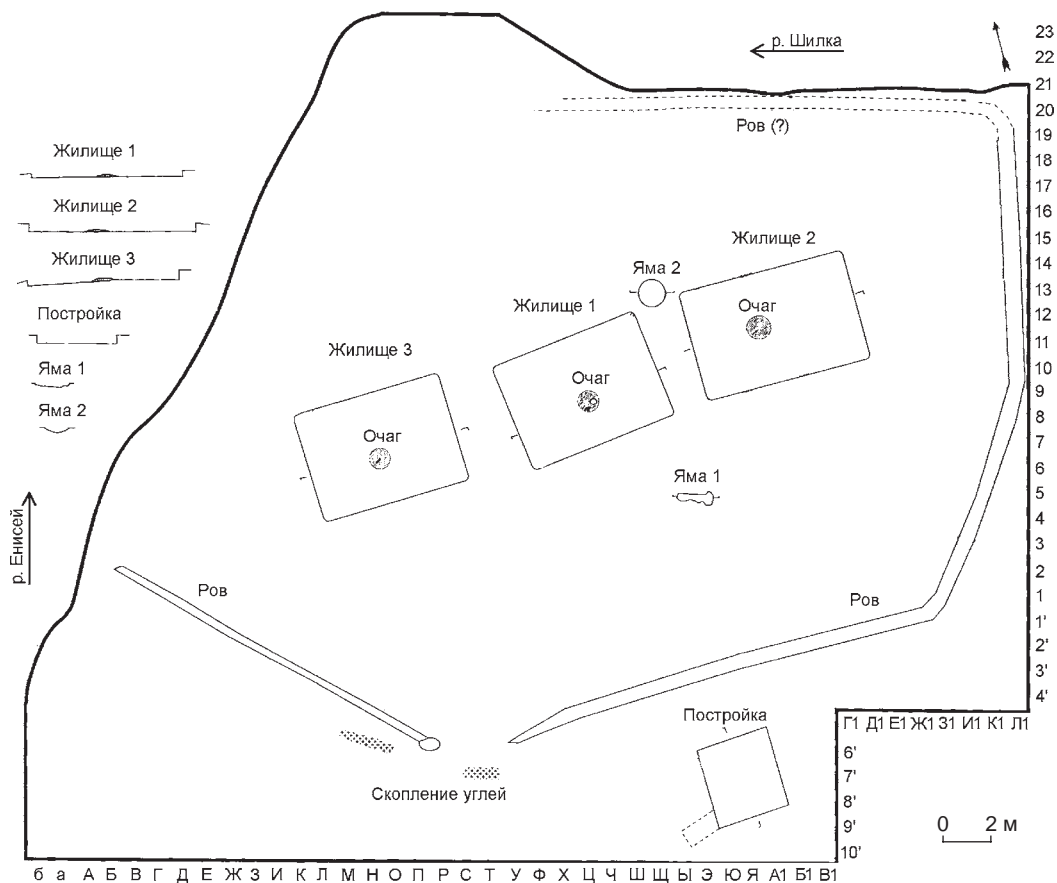 р. Шилка
23
22
21
20
19
18
17
16
15
14
13
12
11
10
9
8
7
6
5
4
3
2
1
1'
2'
3'
4'
Ров (?)
Жилище 1
Жилище 2
Жилище 3
Постройка
Яма 1
Яма 2
р. Енисей
Жилище 2
Яма 2
Очаг
Жилище 1
Очаг
Жилище 3
Очаг
Яма 1
Ров
Ров
Постройка
Скопление углей
Г1 Д1 Е1 Ж1 З1 И1 К1 Л1
6'
7'
8'
9'
10'
0 2 м
б а А Б В Г Д Е Ж З И К Л М Н О П Р С Т У Ф Х Ц Ч Ш Щ Ы Э Ю Я А1 Б1 В1